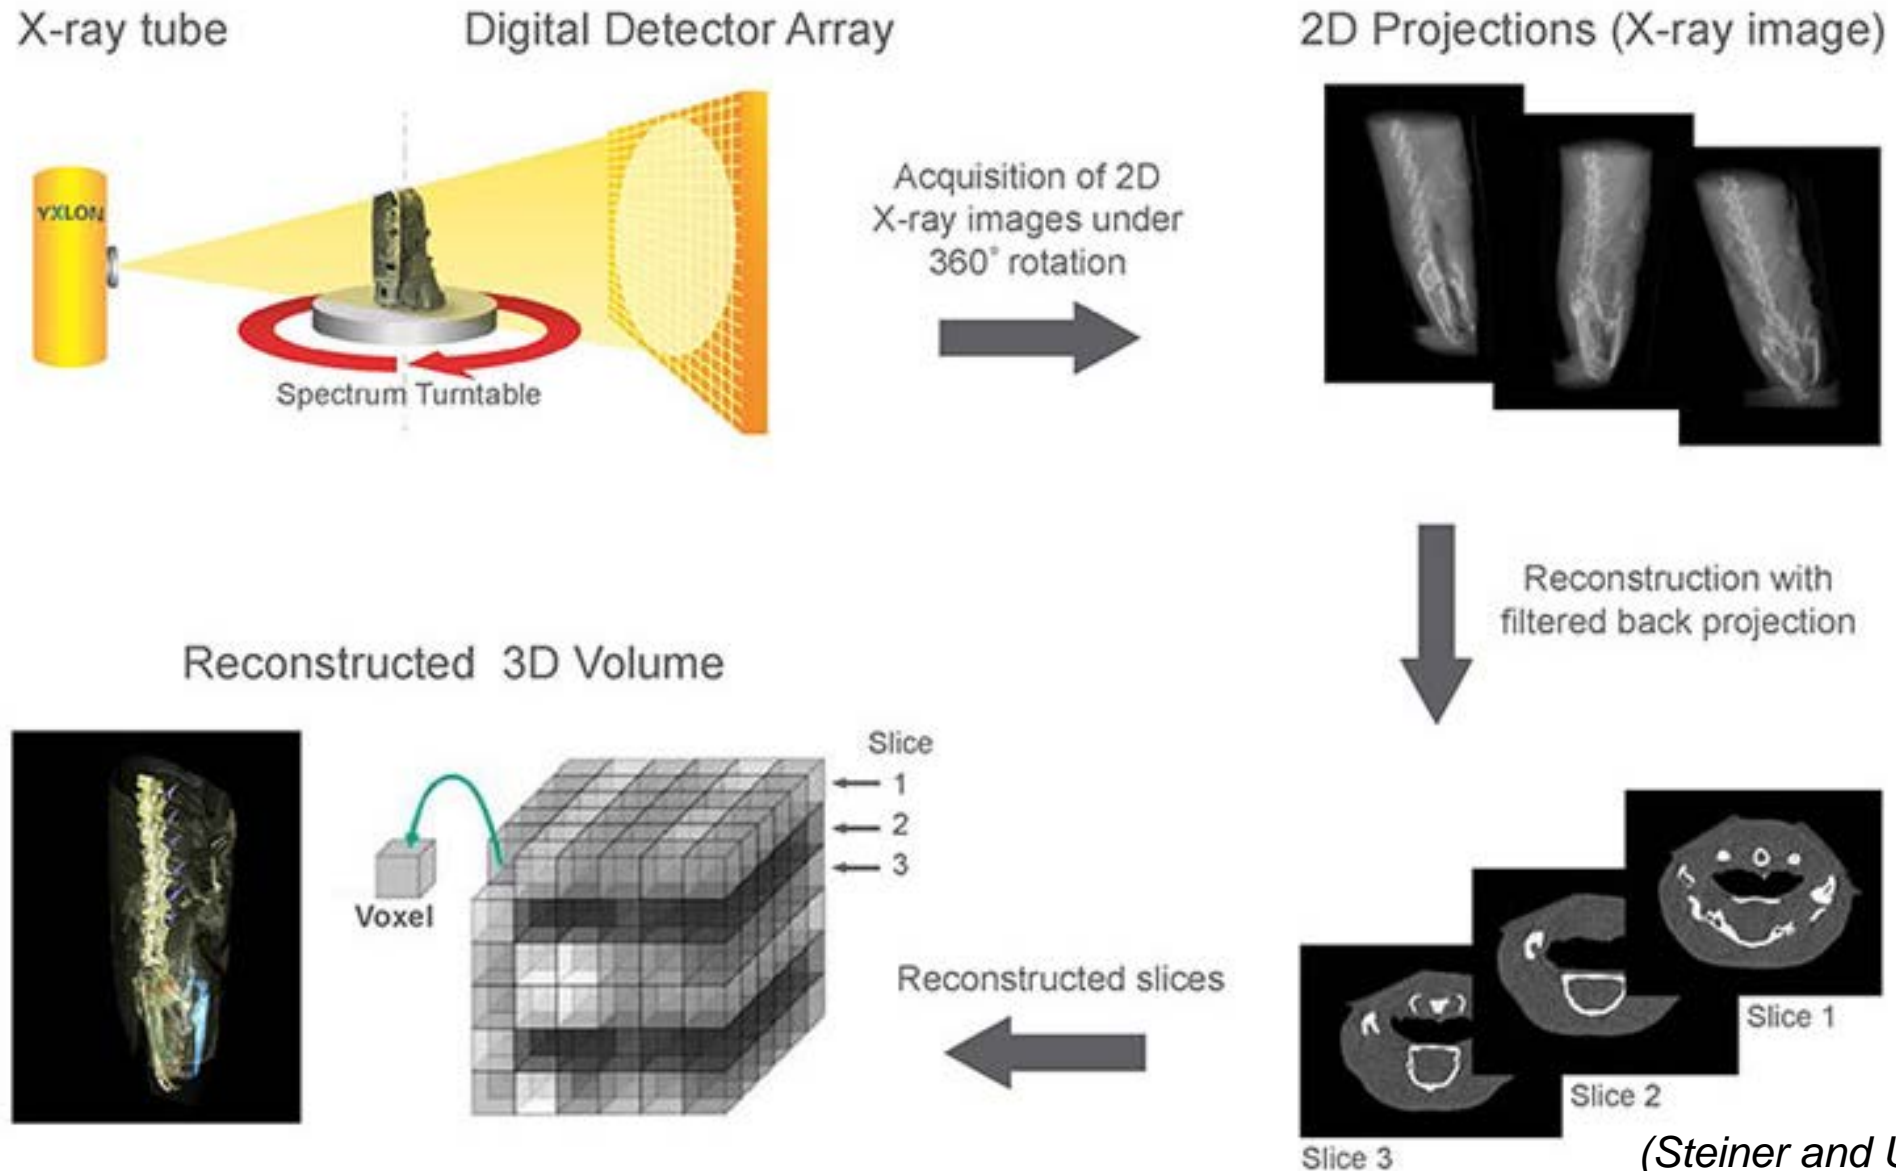 X-ray tube
Digital Detector Array
2D Projections (X-ray image)
YXLON
Spectrum Turntable
Acquisition of 2D
X-ray images under
360° rotation
Reconstruction with
filtered back projection
Reconstructed 3D Volume
Slice
1
2
3
Voxel
Reconstructed slices
Slice 1
Slice 2
Slice 3
(Steiner and